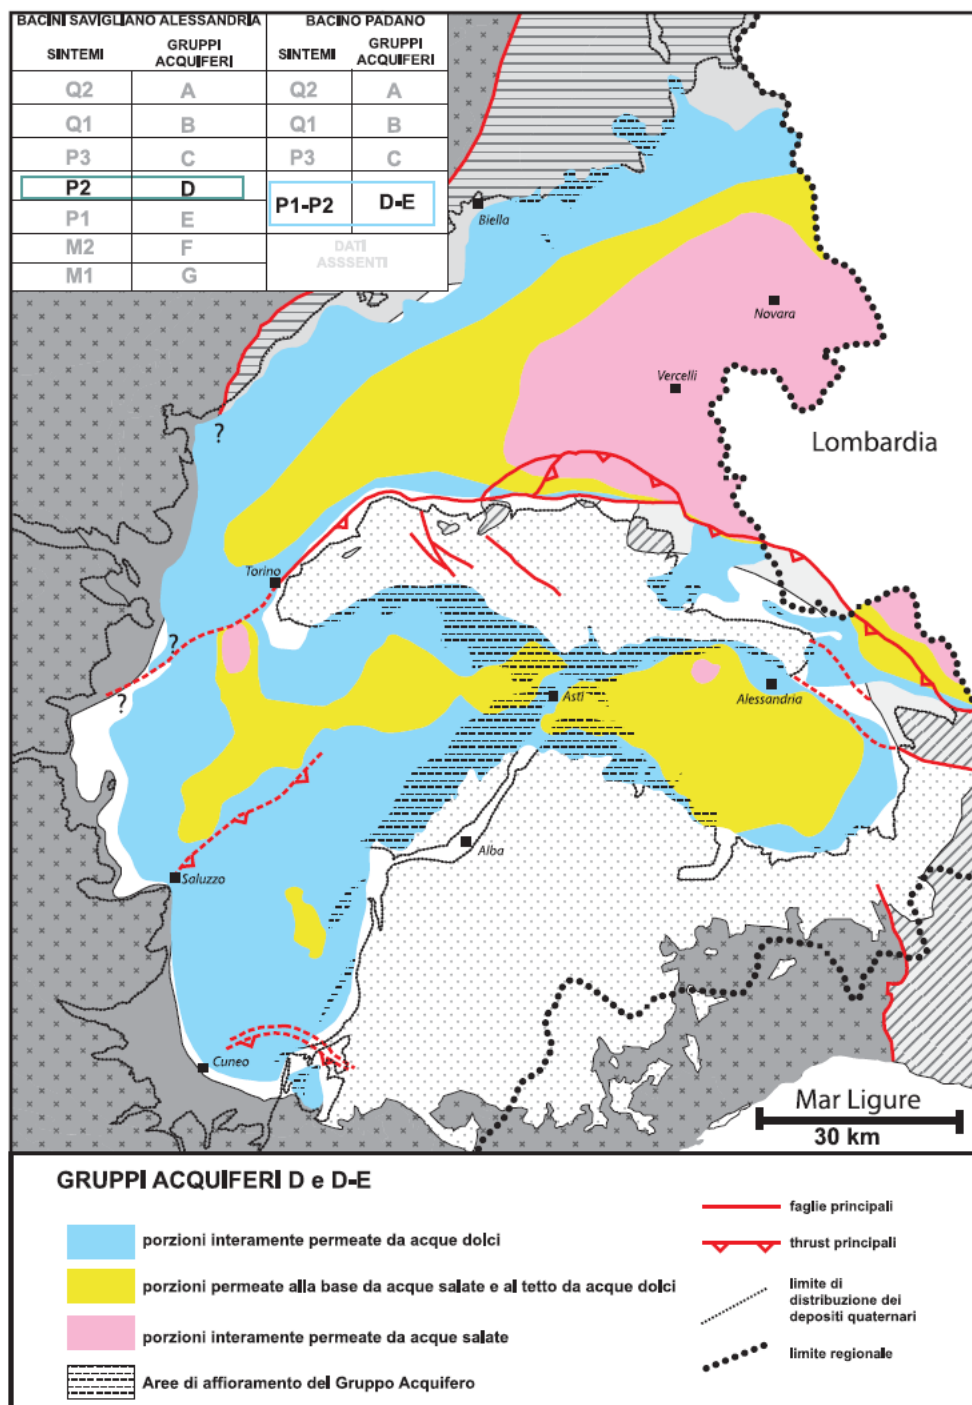 BACINI SAVIGLIANO ALESSANDRIA
BACINO PADANO
SINTEMI
GRUPPI
ACQUIFERI
SINTEMI
GRUPPI
ACQUIFERI
Q2 A Q2 A
Q1 B Q1 B
P3 C P3 C
P2 D
P1-P2 D-E
P1 E
M2 F
DATI
ASSSENTI
M1 G
Biella
Novara
Vercelli
Lombardia
?
Torino
?
?
Asti
Alessandria
Alba
Saluzzo
Cuneo
Mar Ligure
30 km
GRUPPI ACQUIFERI D e D-E
porzioni interamente permeate da acque dolci
porzioni permeate alla base da acque salate e al tetto da acque dolci
porzioni interamente permeate da acque salate
Aree di affioramento del Gruppo Acquifero
faglie principali
thrust principali
limite di
distribuzione dei
depositi quaternari
limite regionale